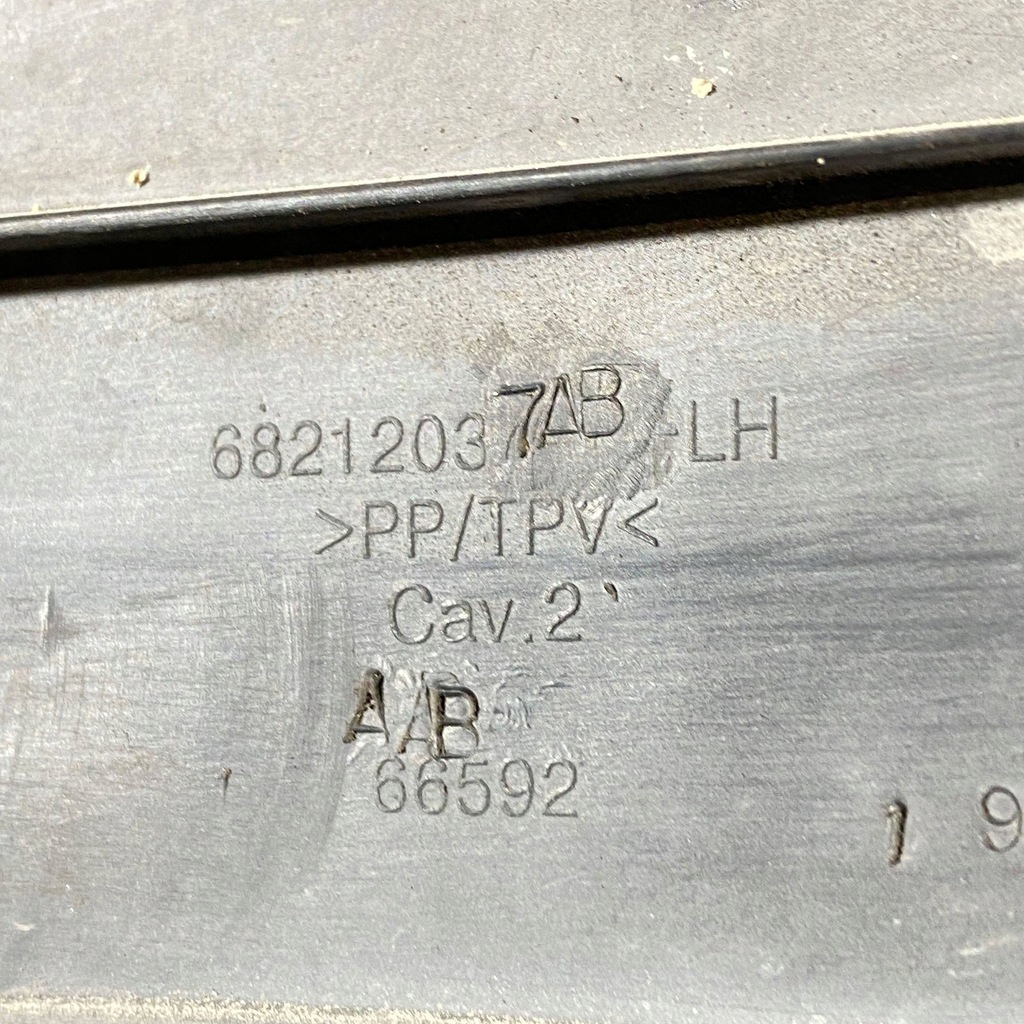 68212037AB-LH
>PP/TPV<
Cav.2
AAB
66592
1 9